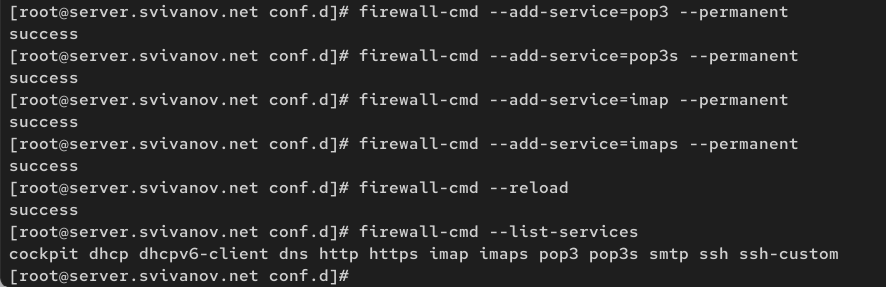 [root@server.svivanov.net conf.d]# firewall-cmd --add-service=pop3 --permanent
success
[root@server.svivanov.net conf.d]# firewall-cmd --add-service=pop3s --permanent
success
[root@server.svivanov.net conf.d]# firewall-cmd --add-service=imap --permanent
success
[root@server.svivanov.net conf.d]# firewall-cmd --add-service=imaps --permanent
success
[root@server.svivanov.net conf.d]# firewall-cmd --reload
success
[root@server.svivanov.net conf.d]# firewall-cmd --list-services
cockpit dhcp dhcpv6-client dns http https imap imaps pop3 pop3s smtp ssh ssh-custom
[root@server.svivanov.net conf.d]#